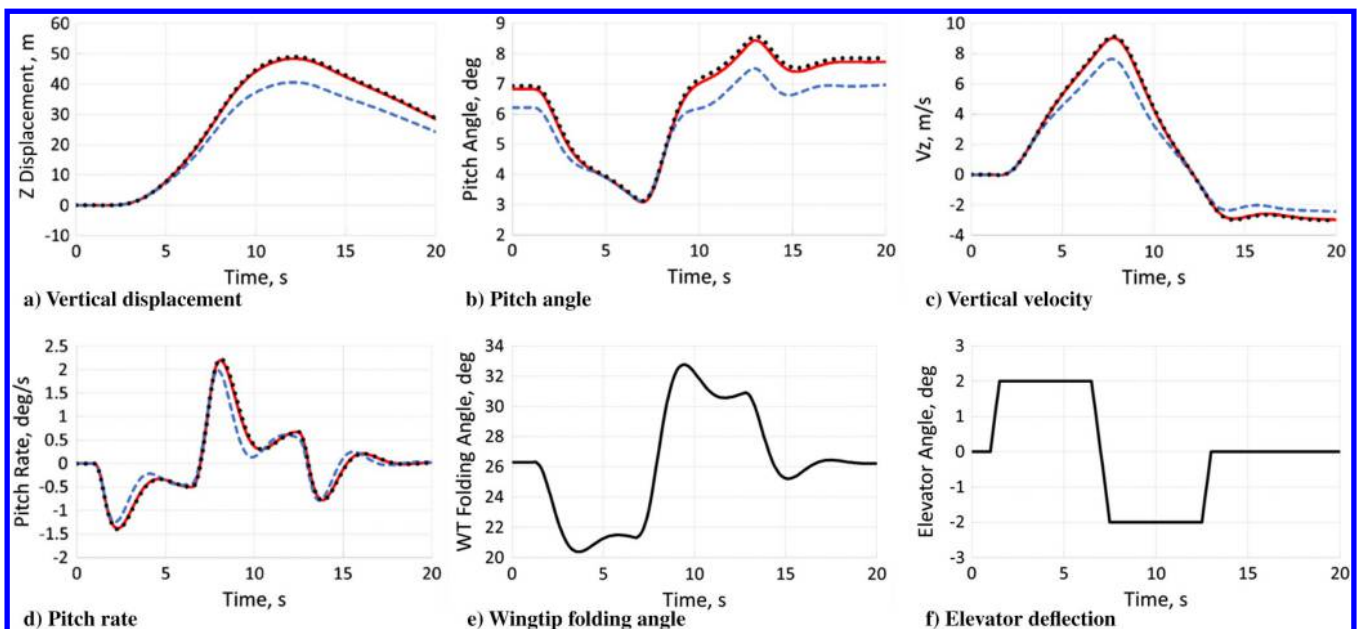 60
50
40
30
20
10
0
-10
Z Displacement, m
0 5 10 15 20
Time, s
a) Vertical displacement
9
8
7
6
5
4
3
2
Pitch Angle, deg
0 5 10 15 20
Time, s
b) Pitch angle
10
8
6
4
2
0
-2
-4
Vz, m/s
0 5 10 15 20
Time, s
c) Vertical velocity
2.5
2
1.5
1
0.5
0
-0.5
-1
-1.5
-2
Pitch Rate, deg/s
0 5 10 15 20
Time, s
d) Pitch rate
34
32
30
28
26
24
22
20
WT Folding Angle, deg
0 5 10 15 20
Time, s
e) Wingtip folding angle
3
2
1
0
-1
-2
-3
Elevator Angle, deg
0 5 10 15 20
Time, s
f) Elevator deflection